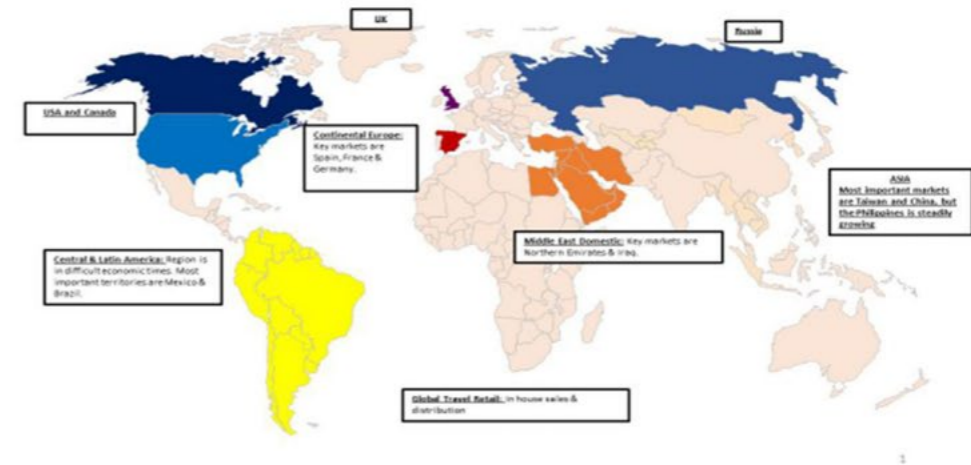 UK
Russia
USA and Canada
Continental Europe:
Key markets are
Spain, France &
Germany.
ASIA
Most important markets
are Taiwan and China, but
the Philippines is steadily
growing
Middle East Domestic: Key markets are
Northern Emirates & Iraq.
Central & Latin America: Region is
in difficult economic times. Most
important territories are Mexico &
Brazil.
Global Travel Retail: In house sales &
distribution
1